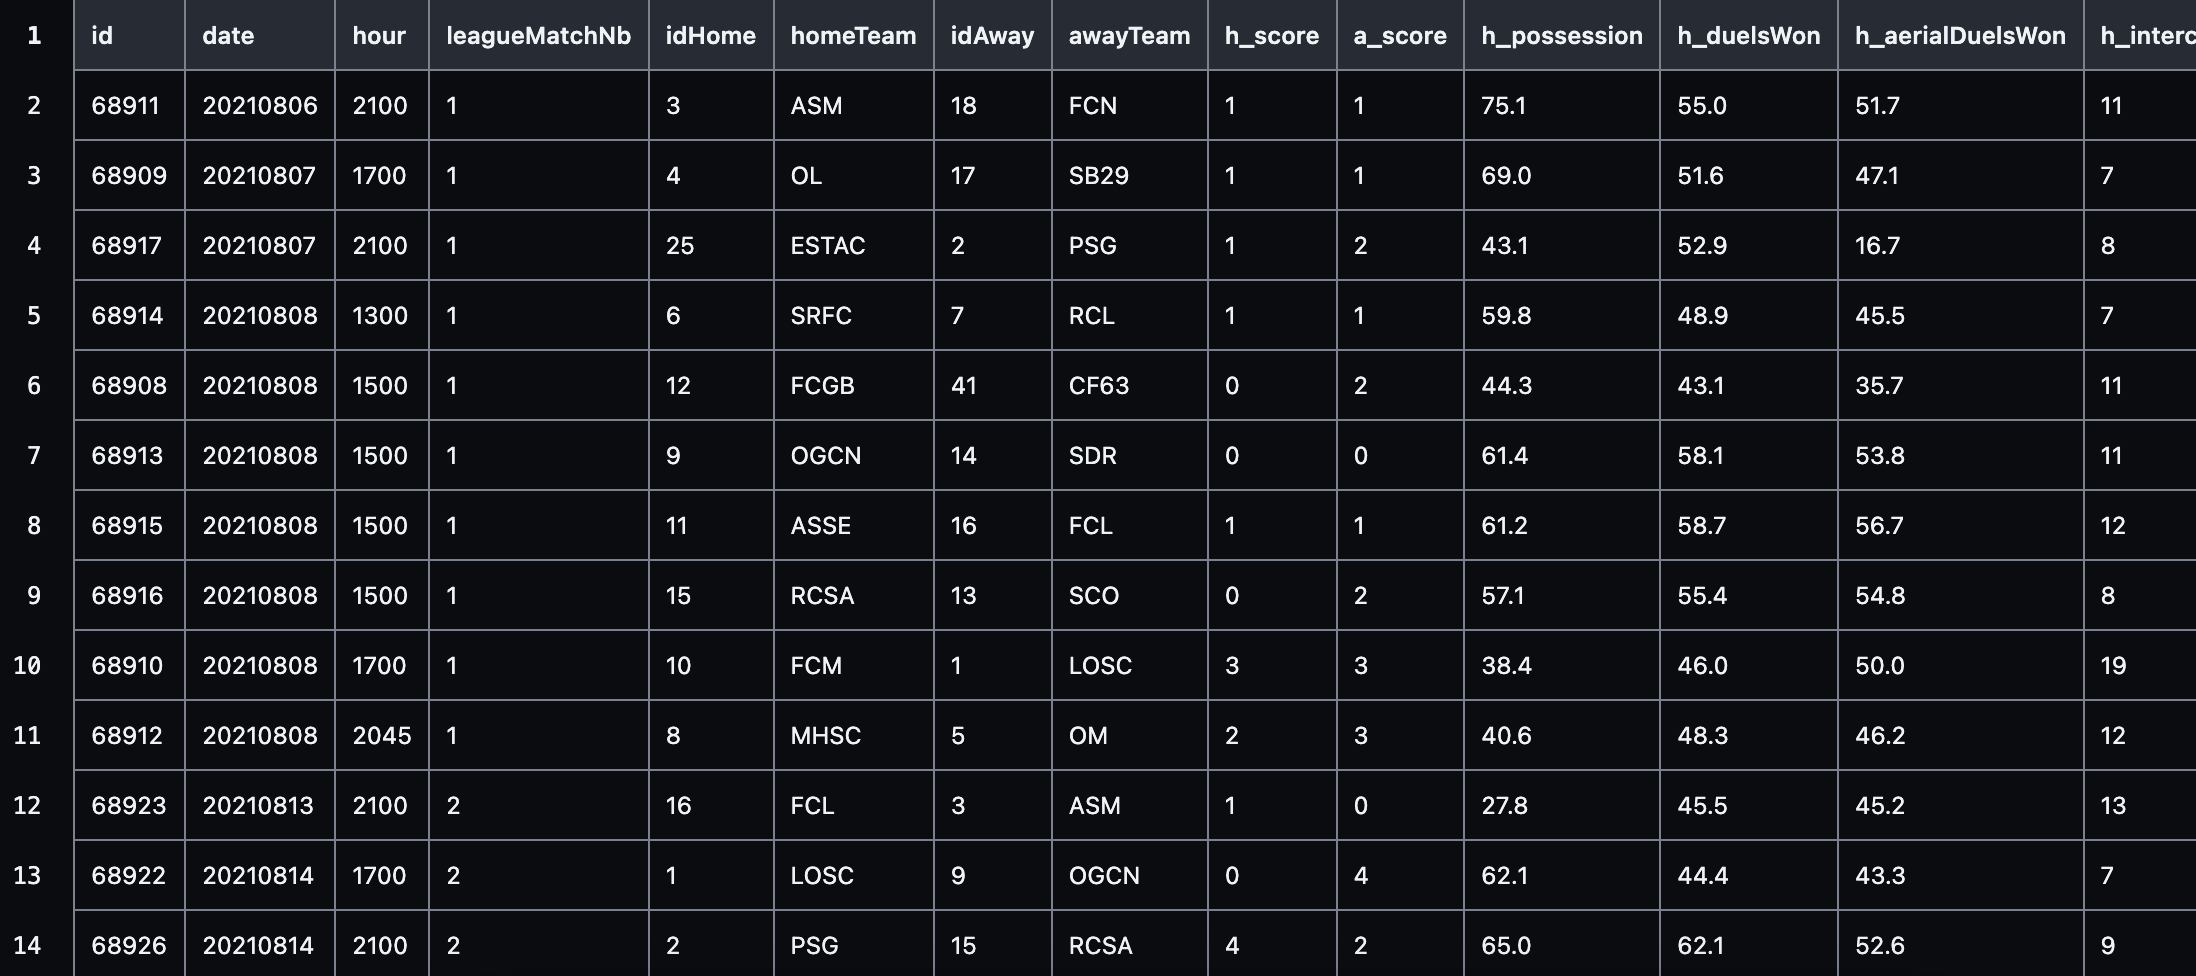 1 id date hour leagueMatchNb idHome homeTeam idAway awayTeam h_score a_score h_possession h_duelsWon h_aerialDuelsWon h_interc
2 68911 20210806 2100 1 3 ASM 18 FCN 1 1 75.1 55.0 51.7 11
3 68909 20210807 1700 1 4 OL 17 SB29 1 1 69.0 51.6 47.1 7
4 68917 20210807 2100 1 25 ESTAC 2 PSG 1 2 43.1 52.9 16.7 8
5 68914 20210808 1300 1 6 SRFC 7 RCL 1 1 59.8 48.9 45.5 7
6 68908 20210808 1500 1 12 FCGB 41 CF63 0 2 44.3 43.1 35.7 11
7 68913 20210808 1500 1 9 OGCN 14 SDR 0 0 61.4 58.1 53.8 11
8 68915 20210808 1500 1 11 ASSE 16 FCL 1 1 61.2 58.7 56.7 12
9 68916 20210808 1500 1 15 RCSA 13 SCO 0 2 57.1 55.4 54.8 8
10 68910 20210808 1700 1 10 FCM 1 LOSC 3 3 38.4 46.0 50.0 19
11 68912 20210808 2045 1 8 MHSC 5 OM 2 3 40.6 48.3 46.2 12
12 68923 20210813 2100 2 16 FCL 3 ASM 1 0 27.8 45.5 45.2 13
13 68922 20210814 1700 2 1 LOSC 9 OGCN 0 4 62.1 44.4 43.3 7
14 68926 20210814 2100 2 2 PSG 15 RCSA 4 2 65.0 62.1 52.6 9